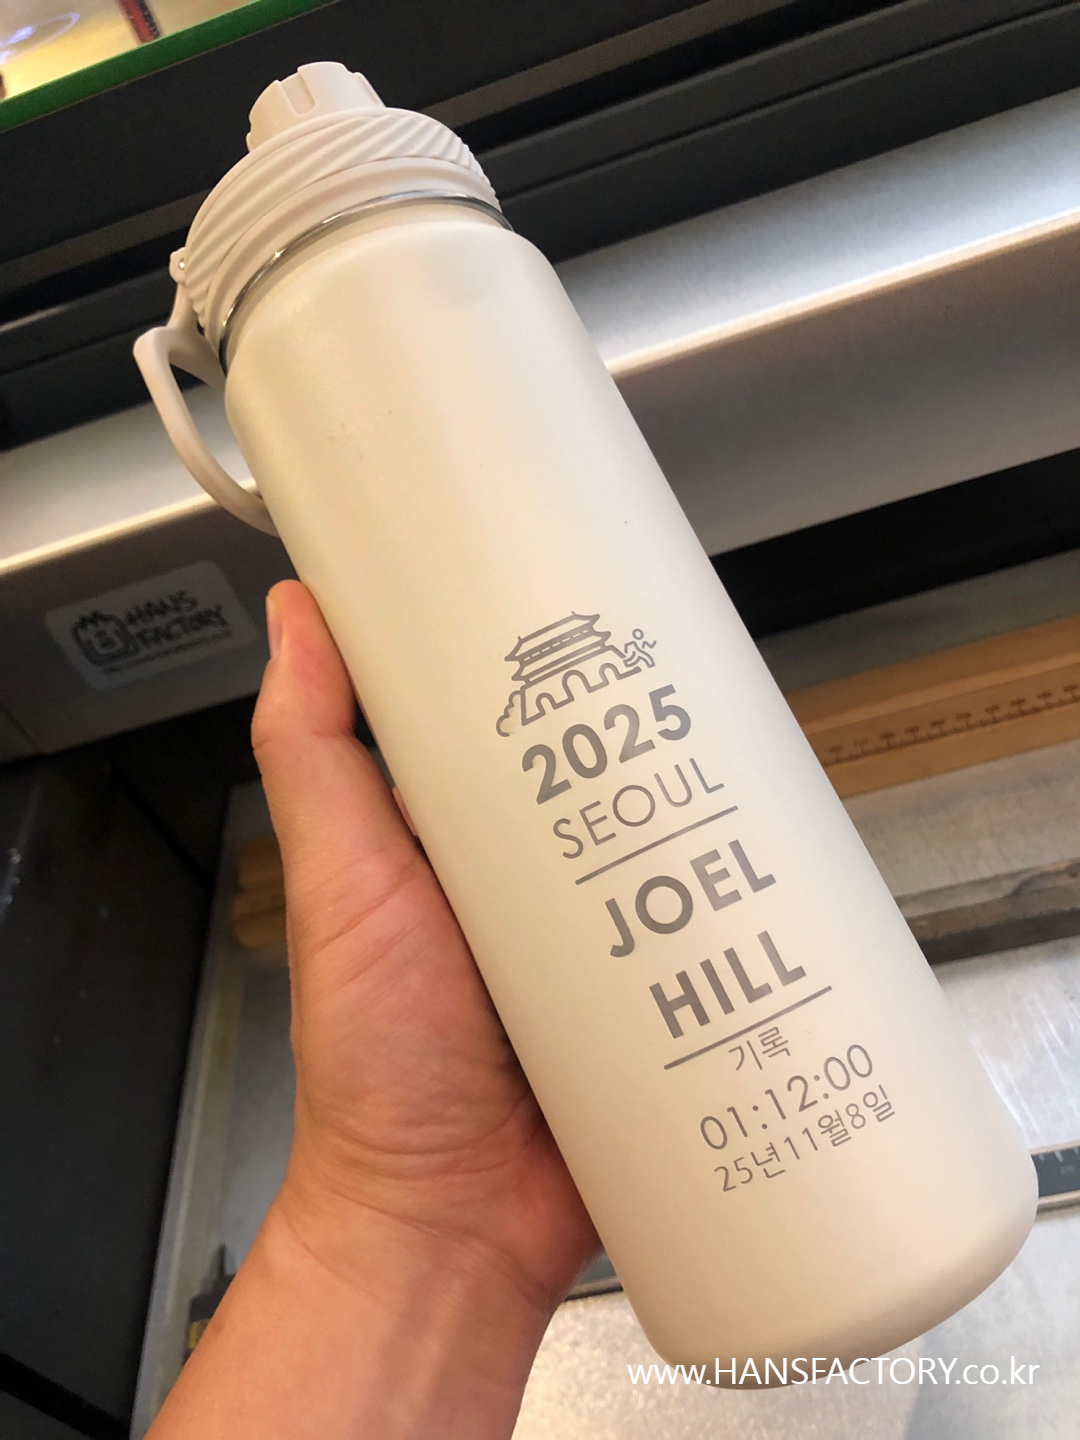 HANS
FACTORY
2025
SEOUL
JOEL
HILL
기록
01:12:00
25년11월8일
www.HANSFACTORY.co.kr